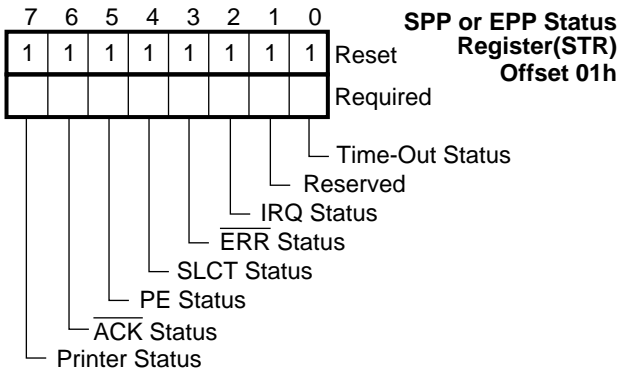 7 6 5 4 3 2 1 0
SPP or EPP Status
Register(STR)
Offset 01h
1 1 1 1 1 1 1 1 Reset
Required
Time-Out Status
Reserved
IRQ Status
E̅R̅R̅ Status
SLCT Status
PE Status
A̅C̅K̅ Status
Printer Status